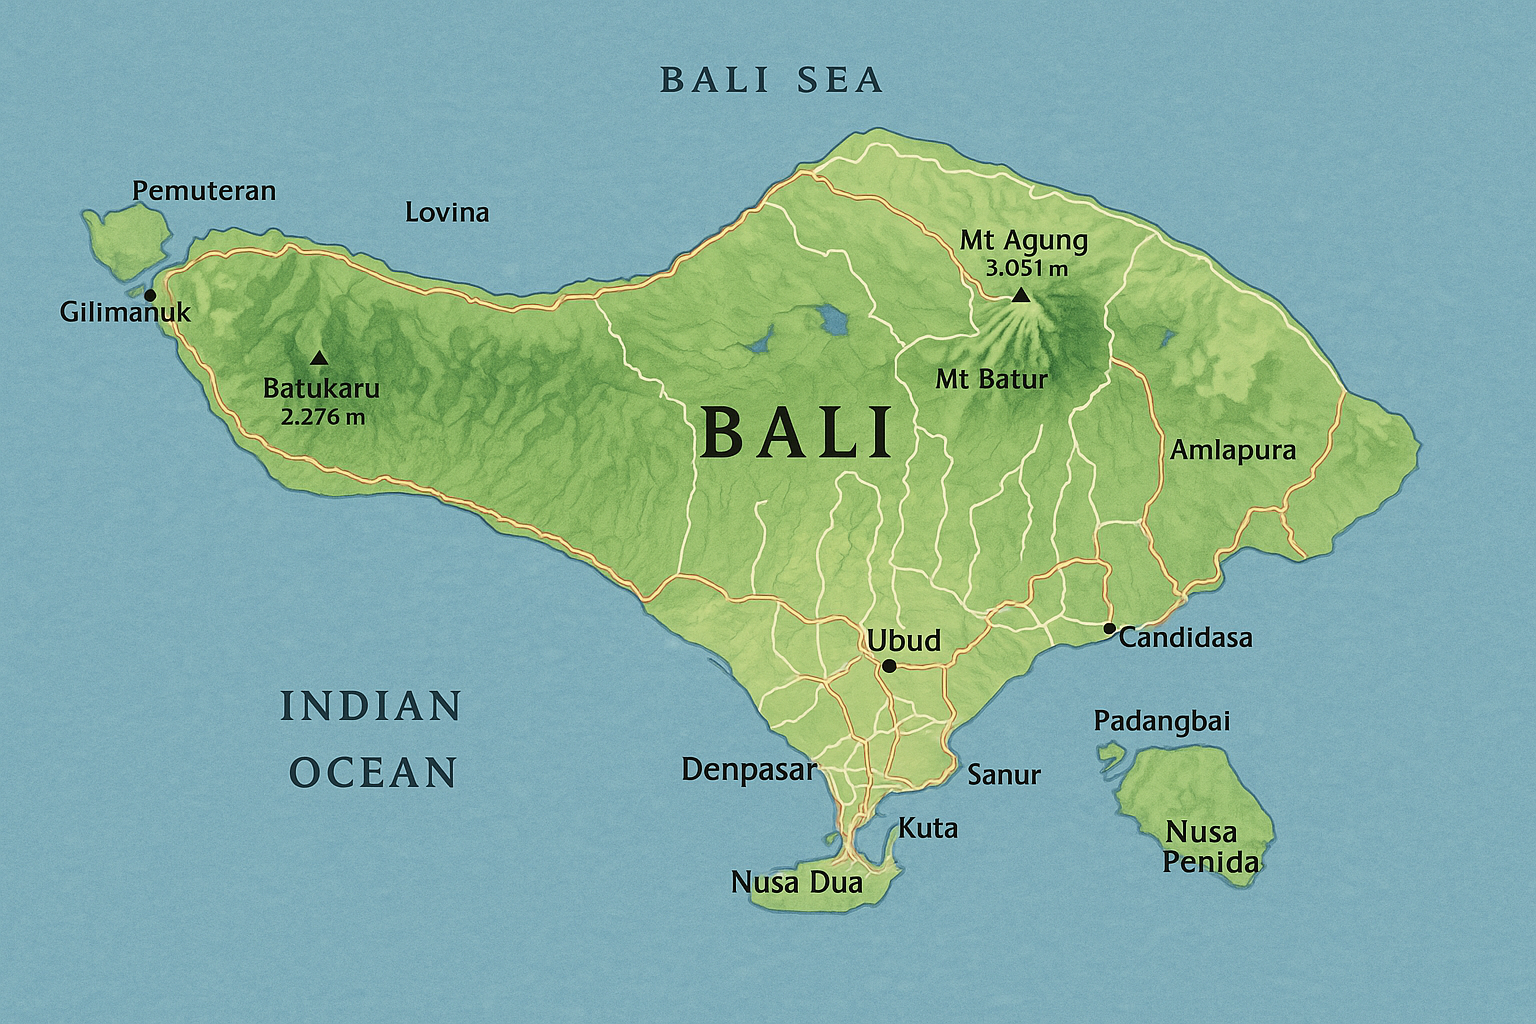 BALI SEA
Pemuteran
Lovina
Gilimanuk
Mt Agung
3.051 m
Batukaru
2.276 m
Mt Batur
BALI
Amlapura
Ubud
Candidasa
INDIAN
OCEAN
Padangbai
Denpasar
Sanur
Kuta
Nusa
Penida
Nusa Dua